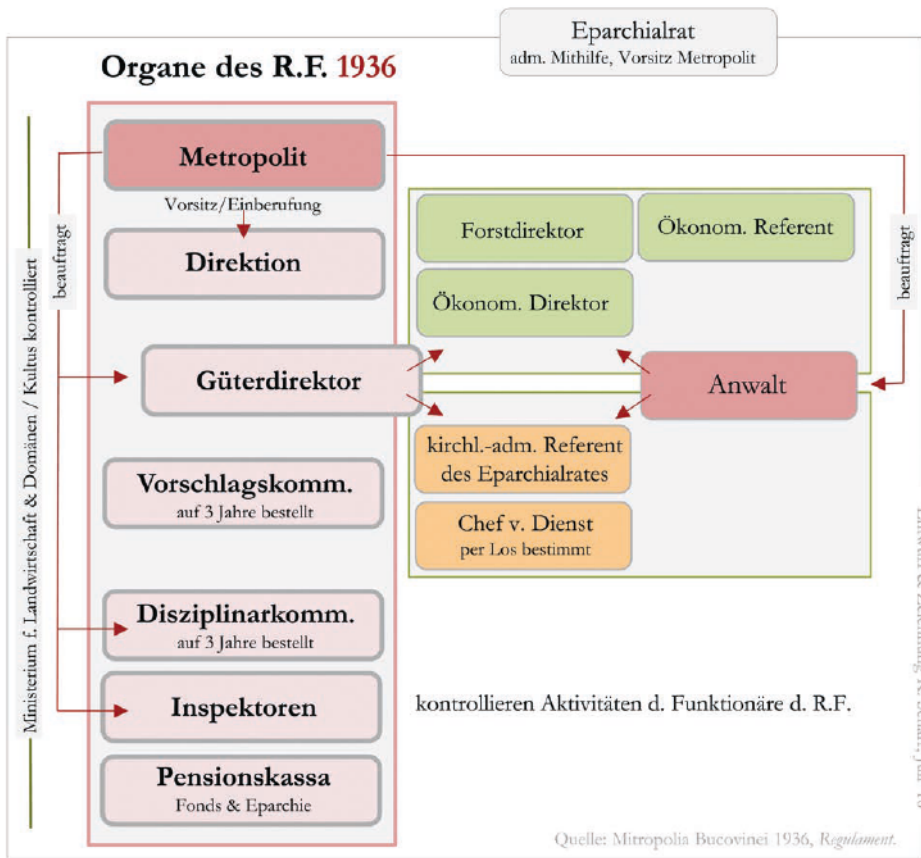 Eparchialrat
adm. Mithilfe, Vorsitz Metropolit
Organe des R.F. 1936
Metropolit
Vorsitz/Einberufung
Direktion
Güterdirektor
Vorschlagskomm.
auf 3 Jahre bestellt
Disziplinarkomm.
auf 3 Jahre bestellt
Inspektoren
Pensionskassa
Fonds & Eparchie
Ministerium f. Landwirtschaft & Domänen / Kultus kontrolliert
beauftragt
Forstdirektor
Ökonom. Referent
Ökonom. Direktor
Anwalt
kirchl.-adm. Referent
des Eparchialrates
Chef v. Dienst
per Los bestimmt
beauftragt
kontrollieren Aktivitäten d. Funktionäre d. R.F.
Quelle: Mitropolia Bucovinei 1936, Regulament.